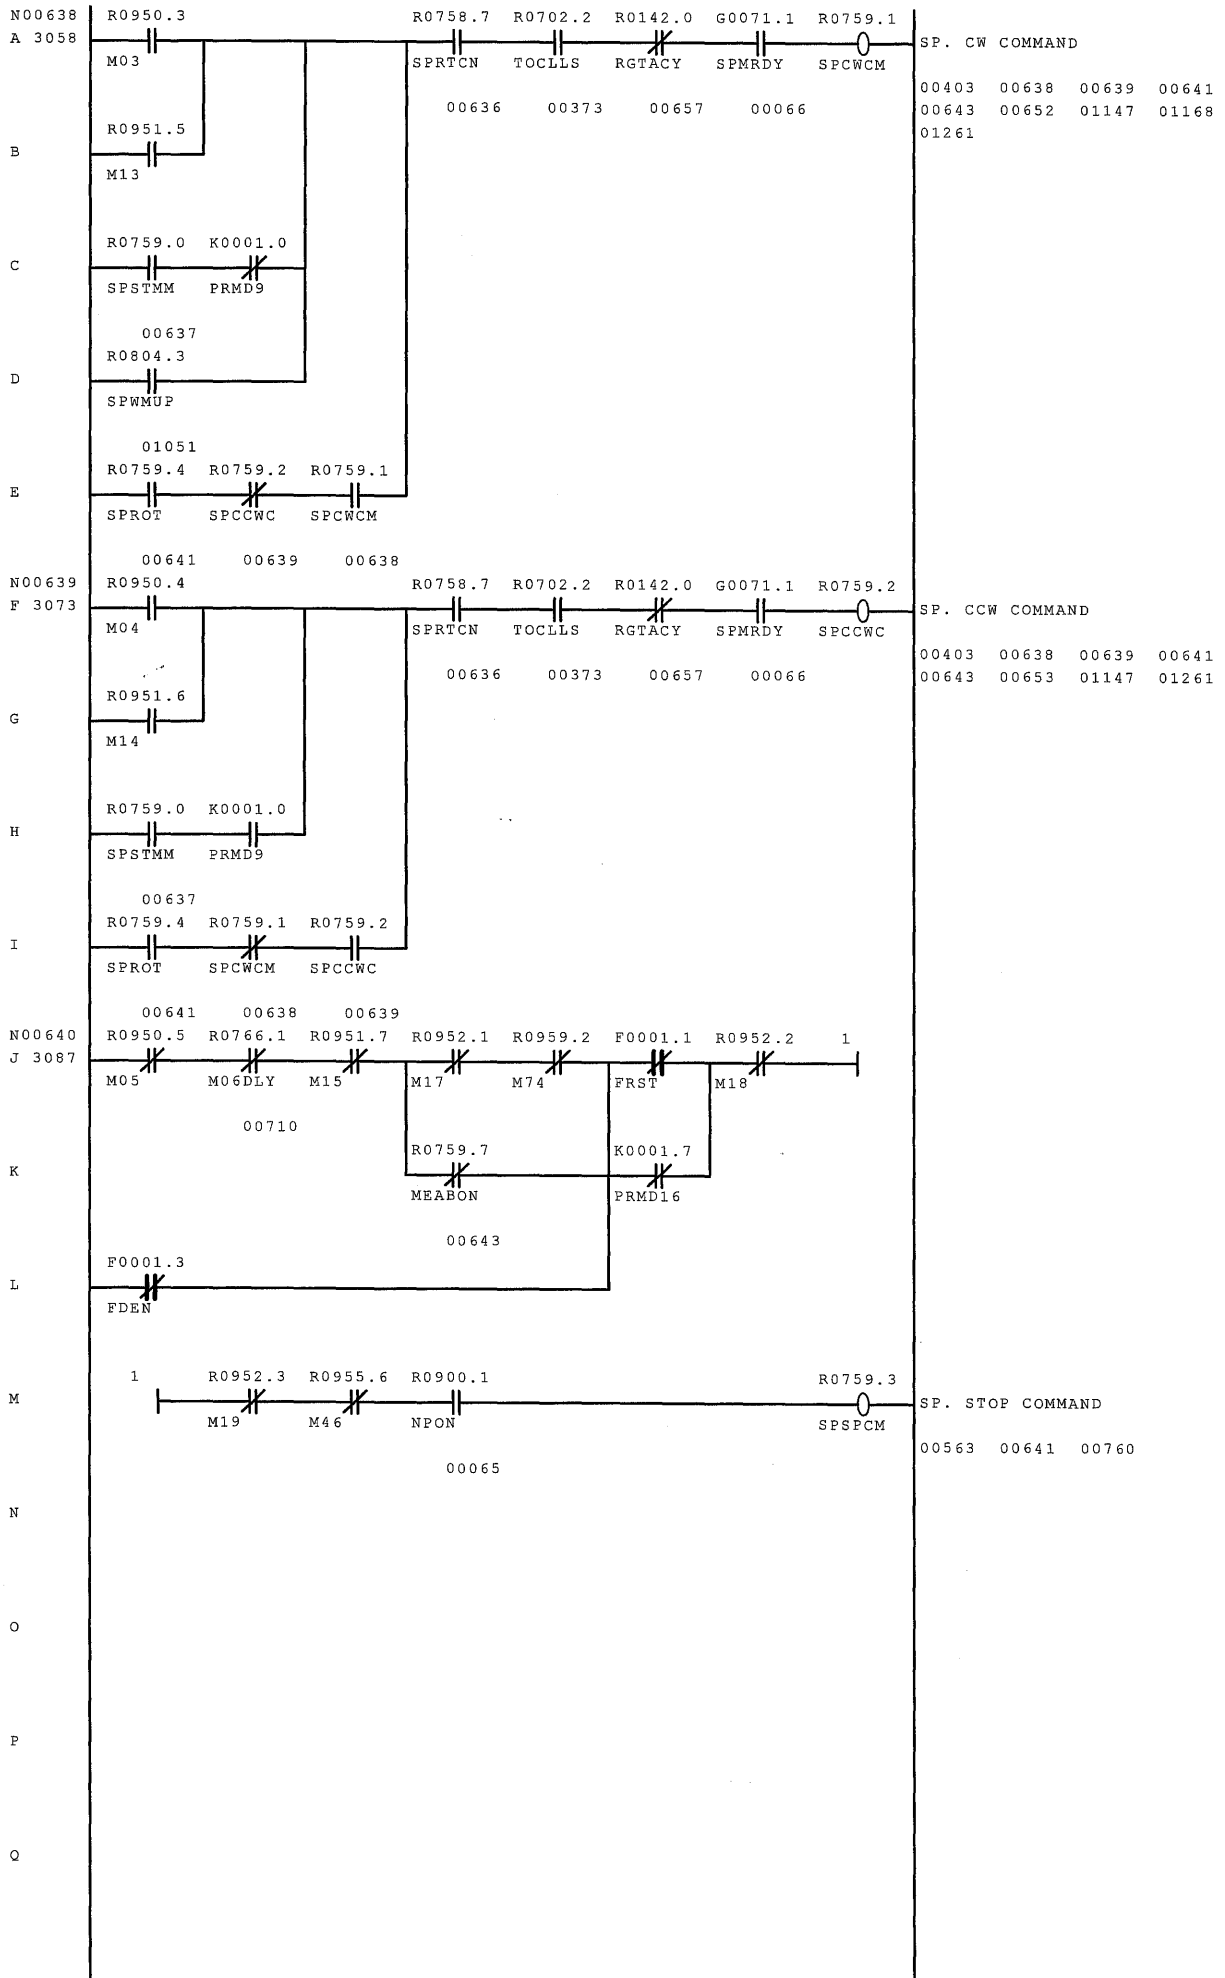 N00638 R0950.3 R0758.7 R0702.2 R0142.0 G0071.1 R0759.1
A 3058 SP. CW COMMAND
M03 SPRTCN TOCLLS RGTACY SPMRDY SPCWCM
00403 00638 00639 00641
00636 00373 00657 00066
00643 00652 01147 01168
R0951.5 01261
B
M13
R0759.0 K0001.0
C
SPSTMM PRMD9
00637
R0804.3
D
SPWMUP
01051
R0759.4 R0759.2 R0759.1
E
SPROT SPCCWC SPCWCM
00641 00639 00638
N00639 R0950.4 R0758.7 R0702.2 R0142.0 G0071.1 R0759.2
F 3073 SP. CCW COMMAND
M04 SPRTCN TOCLLS RGTACY SPMRDY SPCCWC
00403 00638 00639 00641
00636 00373 00657 00066
00643 00653 01147 01261
R0951.6
G
M14
R0759.0 K0001.0
H
SPSTMM PRMD9
00637
R0759.4 R0759.1 R0759.2
I
SPROT SPCWCM SPCCWC
00641 00638 00639
N00640 R0950.5 R0766.1 R0951.7 R0952.1 R0959.2 F0001.1 R0952.2 1
J 3087
M05 M06DLY M15 M17 M74 FRST M18
00710
R0759.7 K0001.7
K
MEABON PRMD16
00643
F0001.3
L
FDEN
1 R0952.3 R0955.6 R0900.1 R0759.3
M SP. STOP COMMAND
M19 M46 NPON SPSPCM
00563 00641 00760
00065
N
O
P
Q